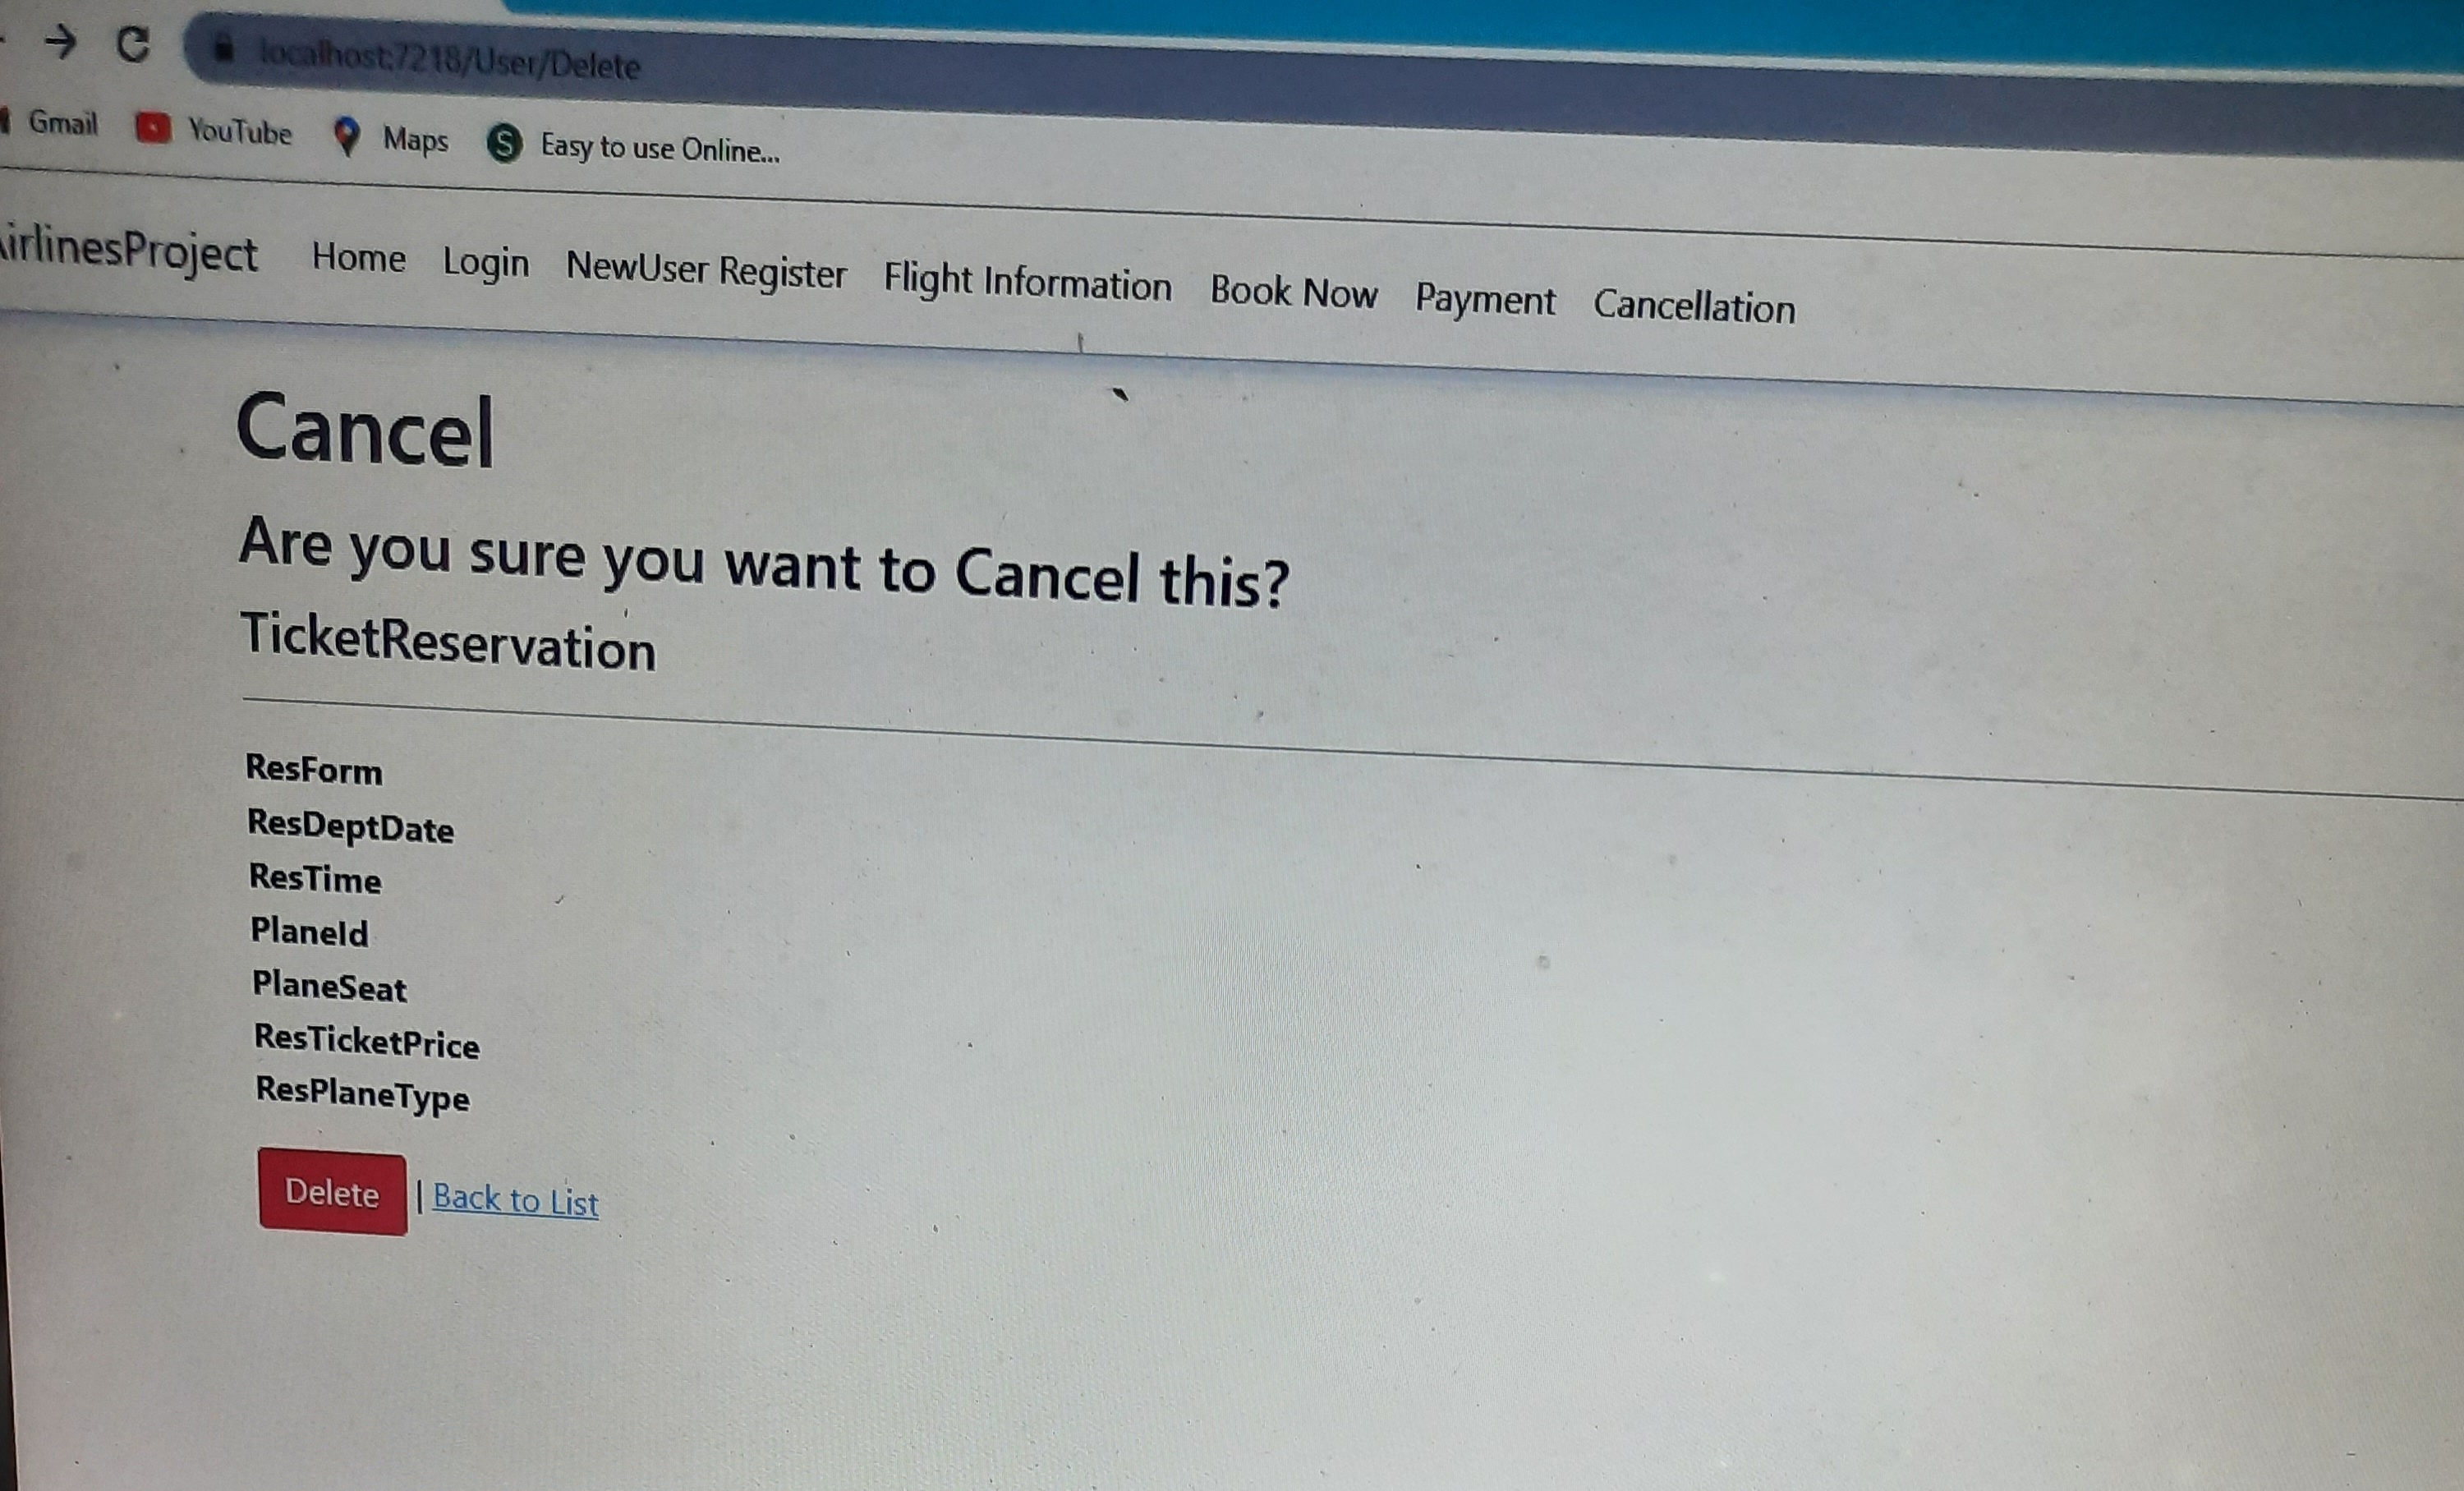 localhost:7218/User/Delete
Gmail YouTube Maps Easy to use Online...
AirlinesProject Home Login NewUser Register Flight Information Book Now Payment Cancellation
Cancel
Are you sure you want to Cancel this?
TicketReservation
ResForm
ResDeptDate
ResTime
PlaneId
PlaneSeat
ResTicketPrice
ResPlaneType
Delete | Back to List